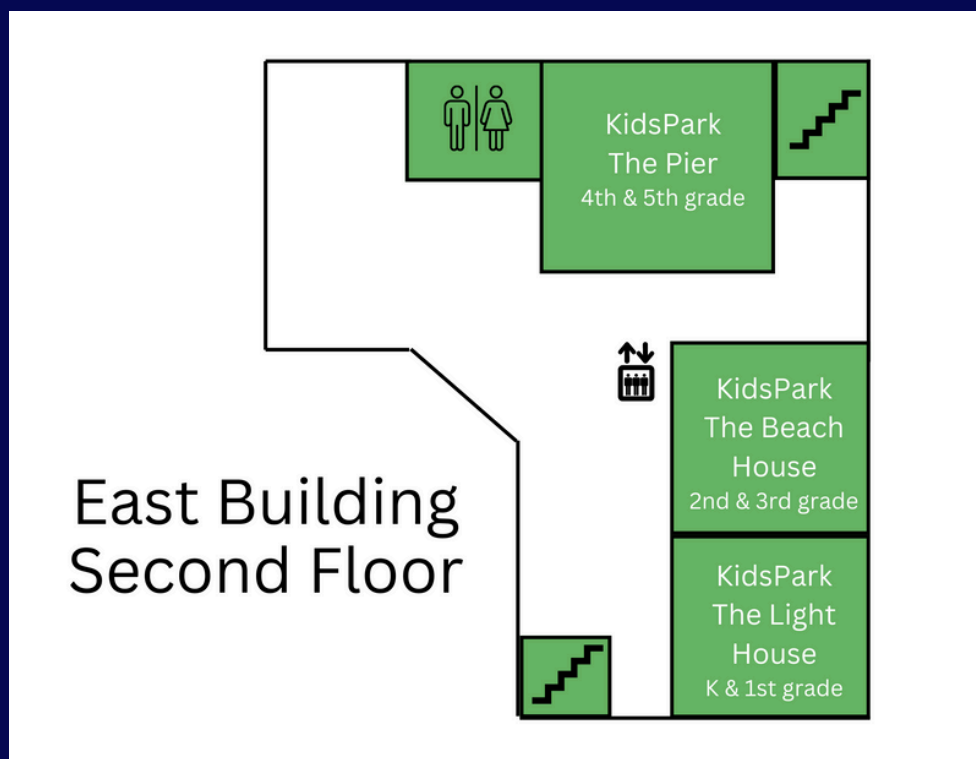 KidsPark
The Pier
4th & 5th grade
KidsPark
The Beach
House
2nd & 3rd grade
East Building
Second Floor
KidsPark
The Light
House
K & 1st grade